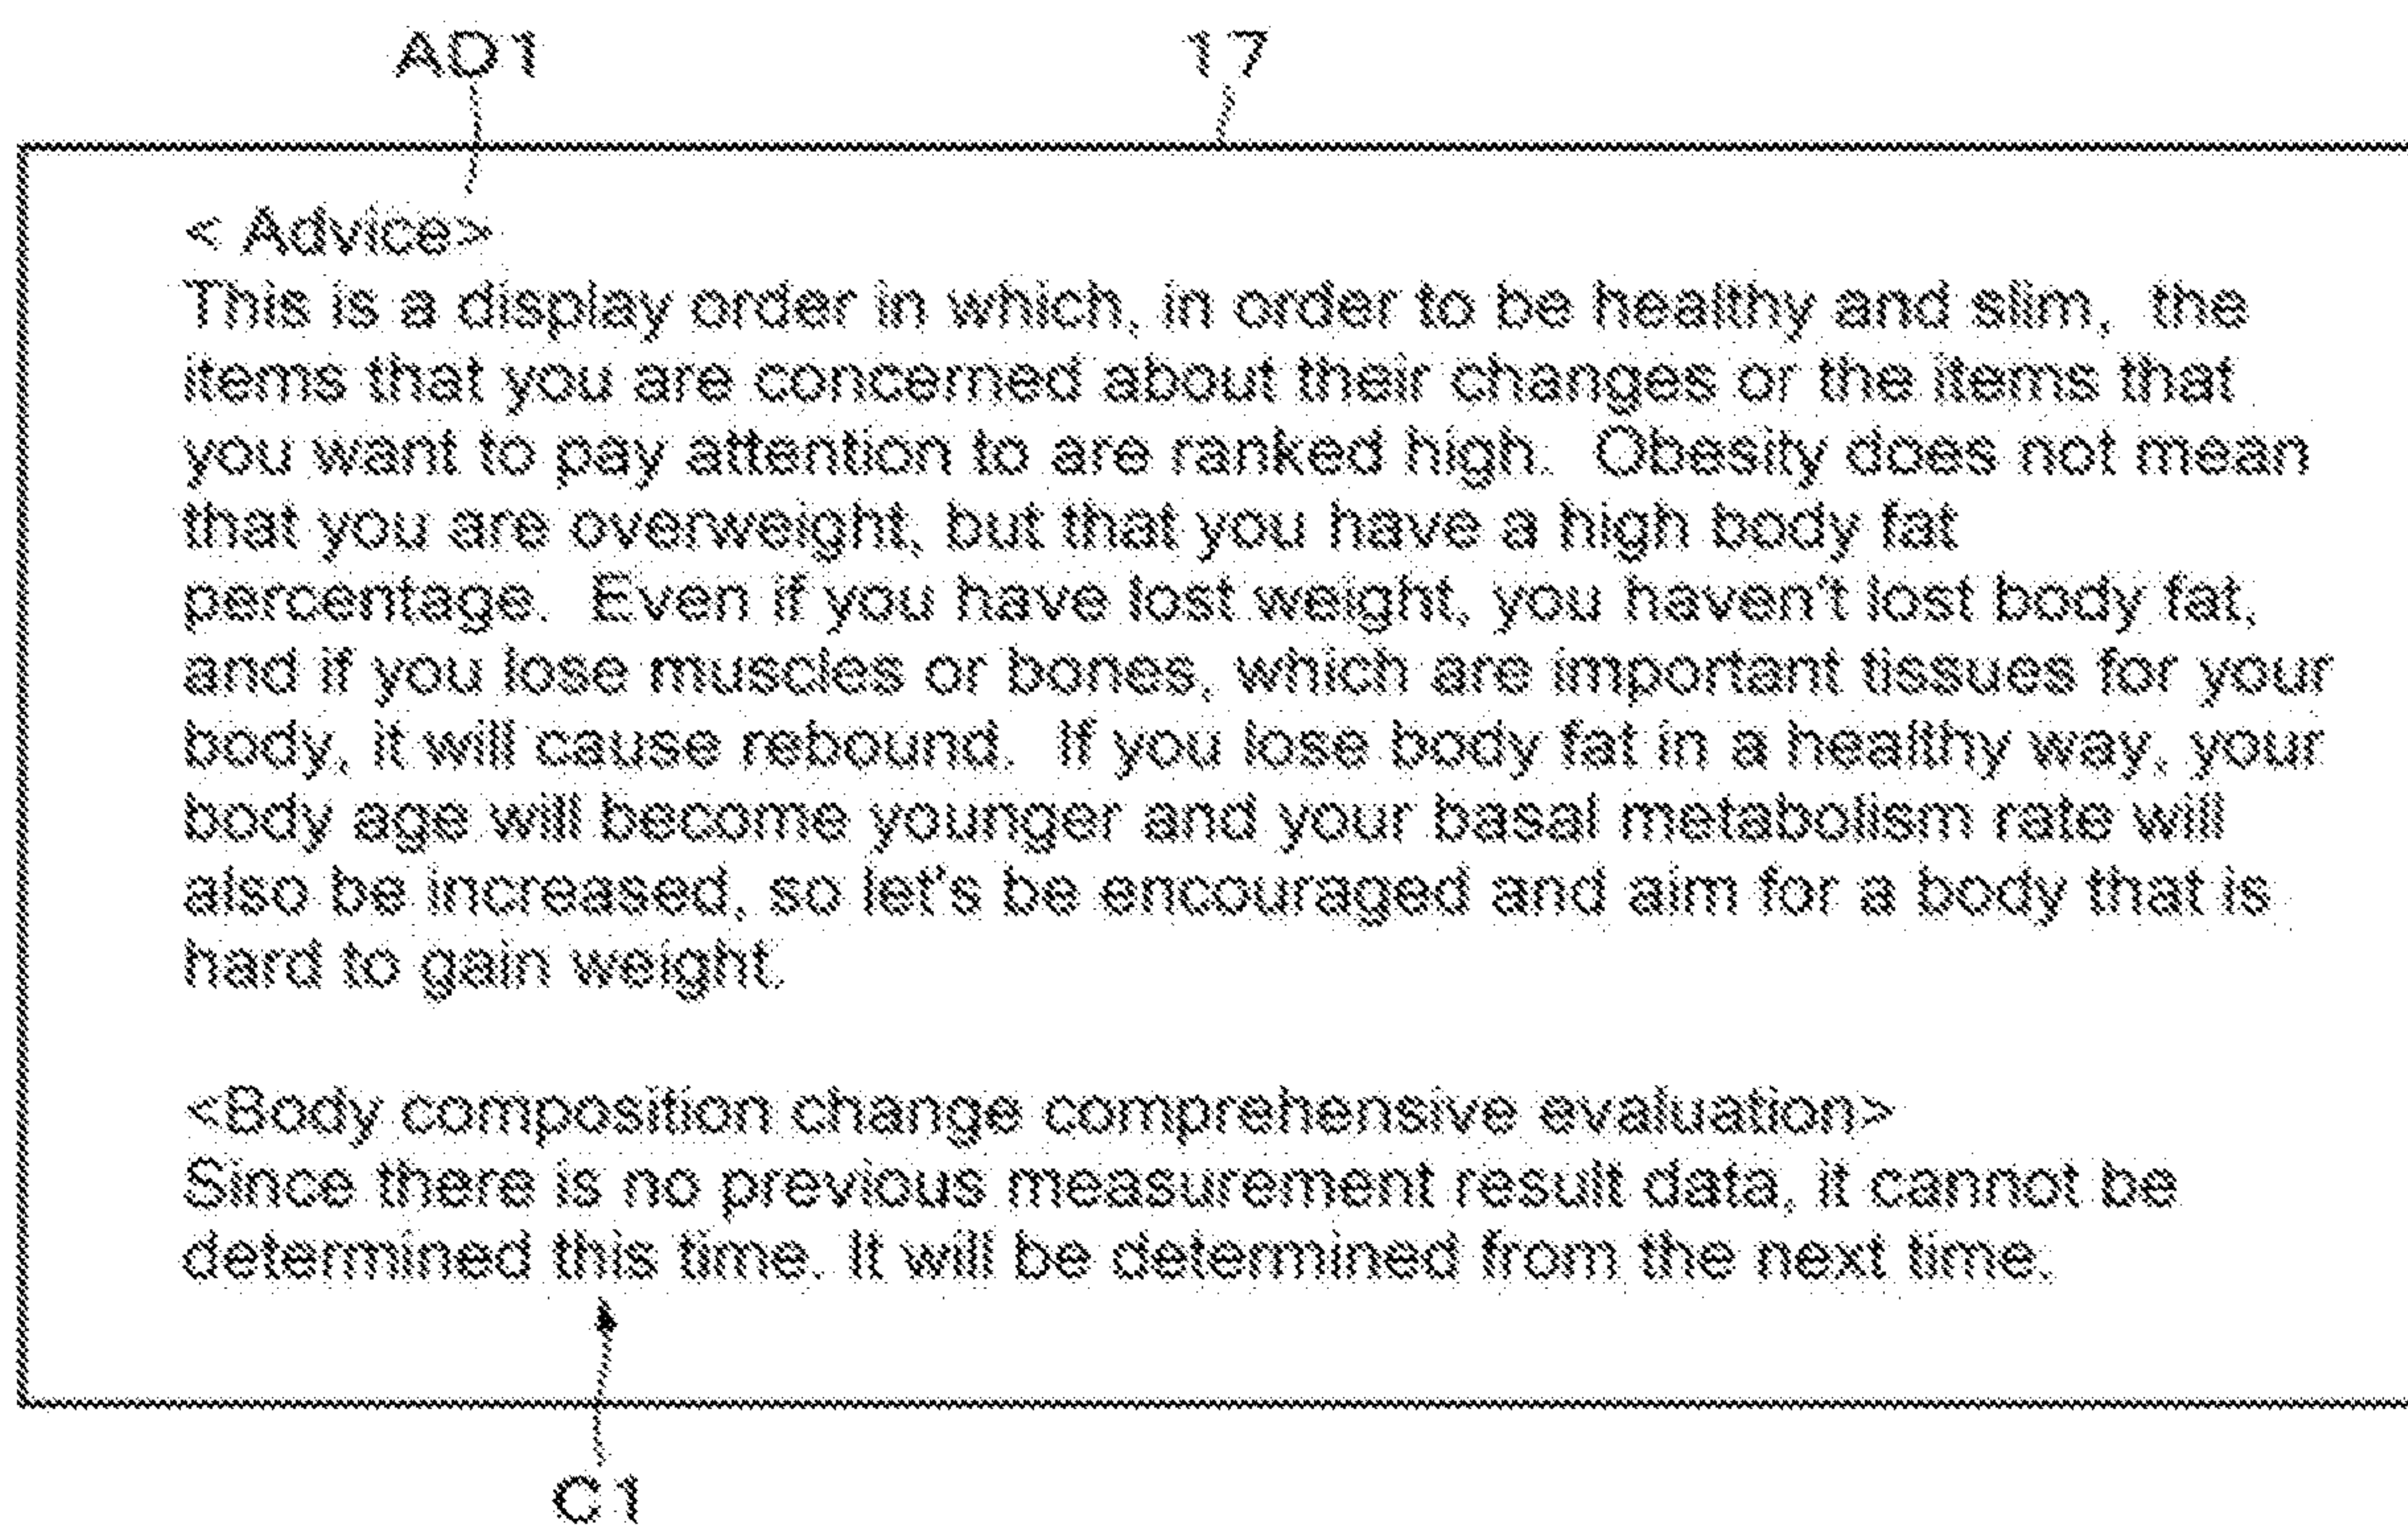 AD1 17
< Advice>
This is a display order in which, in order to be healthy and slim, the
items that you are concerned about their changes or the items that
you want to pay attention to are ranked high. Obesity does not mean
that you are overweight, but that you have a high body fat
percentage. Even if you have lost weight, you haven't lost body fat,
and if you lose muscles or bones, which are important tissues for your
body, it will cause rebound. If you lose body fat in a healthy way, your
body age will become younger and your basal metabolism rate will
also be increased, so let's be encouraged and aim for a body that is
hard to gain weight.
<Body composition change comprehensive evaluation>
Since there is no previous measurement result data, it cannot be
determined this time. It will be determined from the next time.
C1